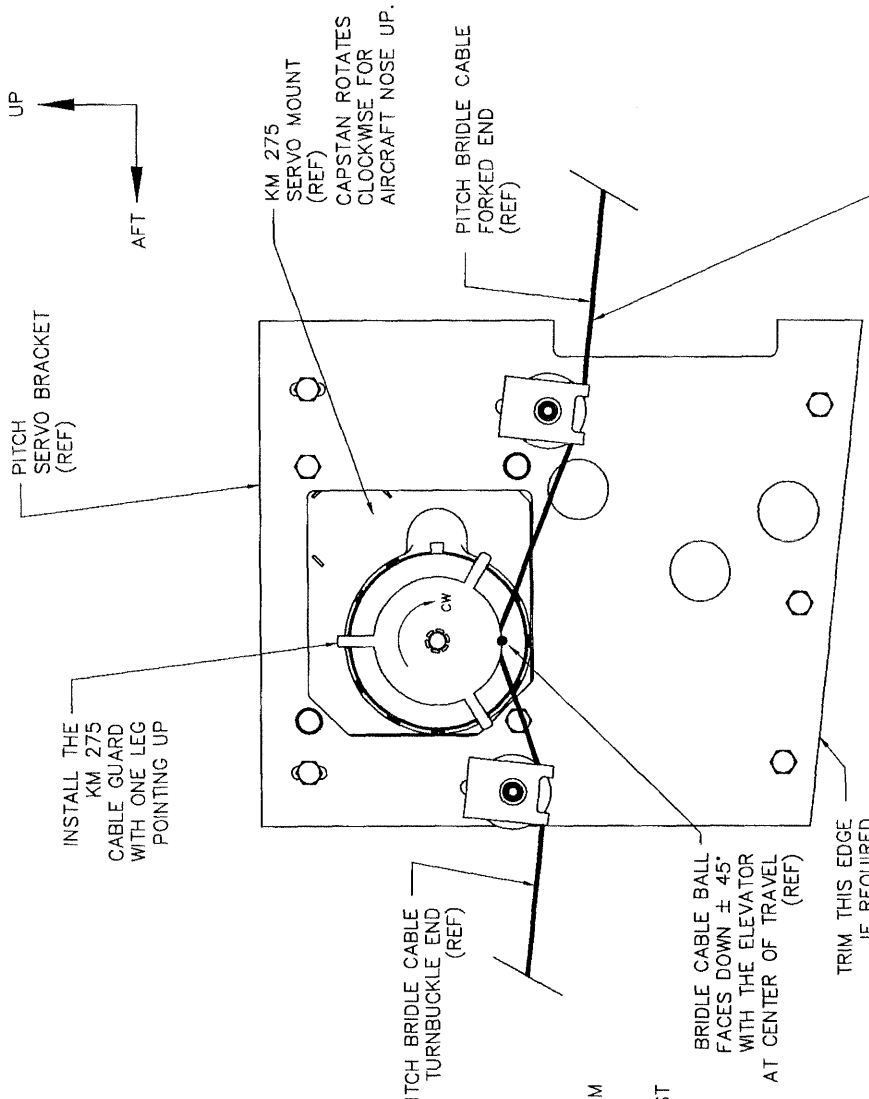 UP
AFT
PITCH
SERVO BRACKET
(REF)
KM 275
SERVO MOUNT
(REF)
CAPSTAN ROTATES
CLOCKWISE FOR
AIRCRAFT NOSE UP.
INSTALL THE
KM 275
CABLE GUARD
WITH ONE LEG
POINTING UP
PITCH BRIDLE CABLE
FORKED END
(REF)
CW
ITCH BRIDLE CABLE
TURNBUCKLE END
(REF)
BRIDLE CABLE BALL
FACES DOWN ± 45°
WITH THE ELEVATOR
AT CENTER OF TRAVEL
(REF)
TRIM THIS EDGE
IF REQUIRED
M
ST